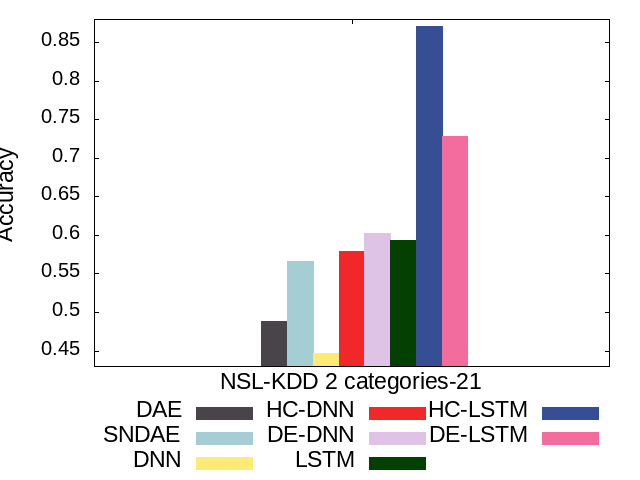 0.85
0.8
0.75
0.7
0.65
0.6
0.55
0.5
0.45
Accuracy
NSL-KDD 2 categories-21
DAE HC-DNN HC-LSTM
SNDAE DE-DNN DE-LSTM
DNN LSTM